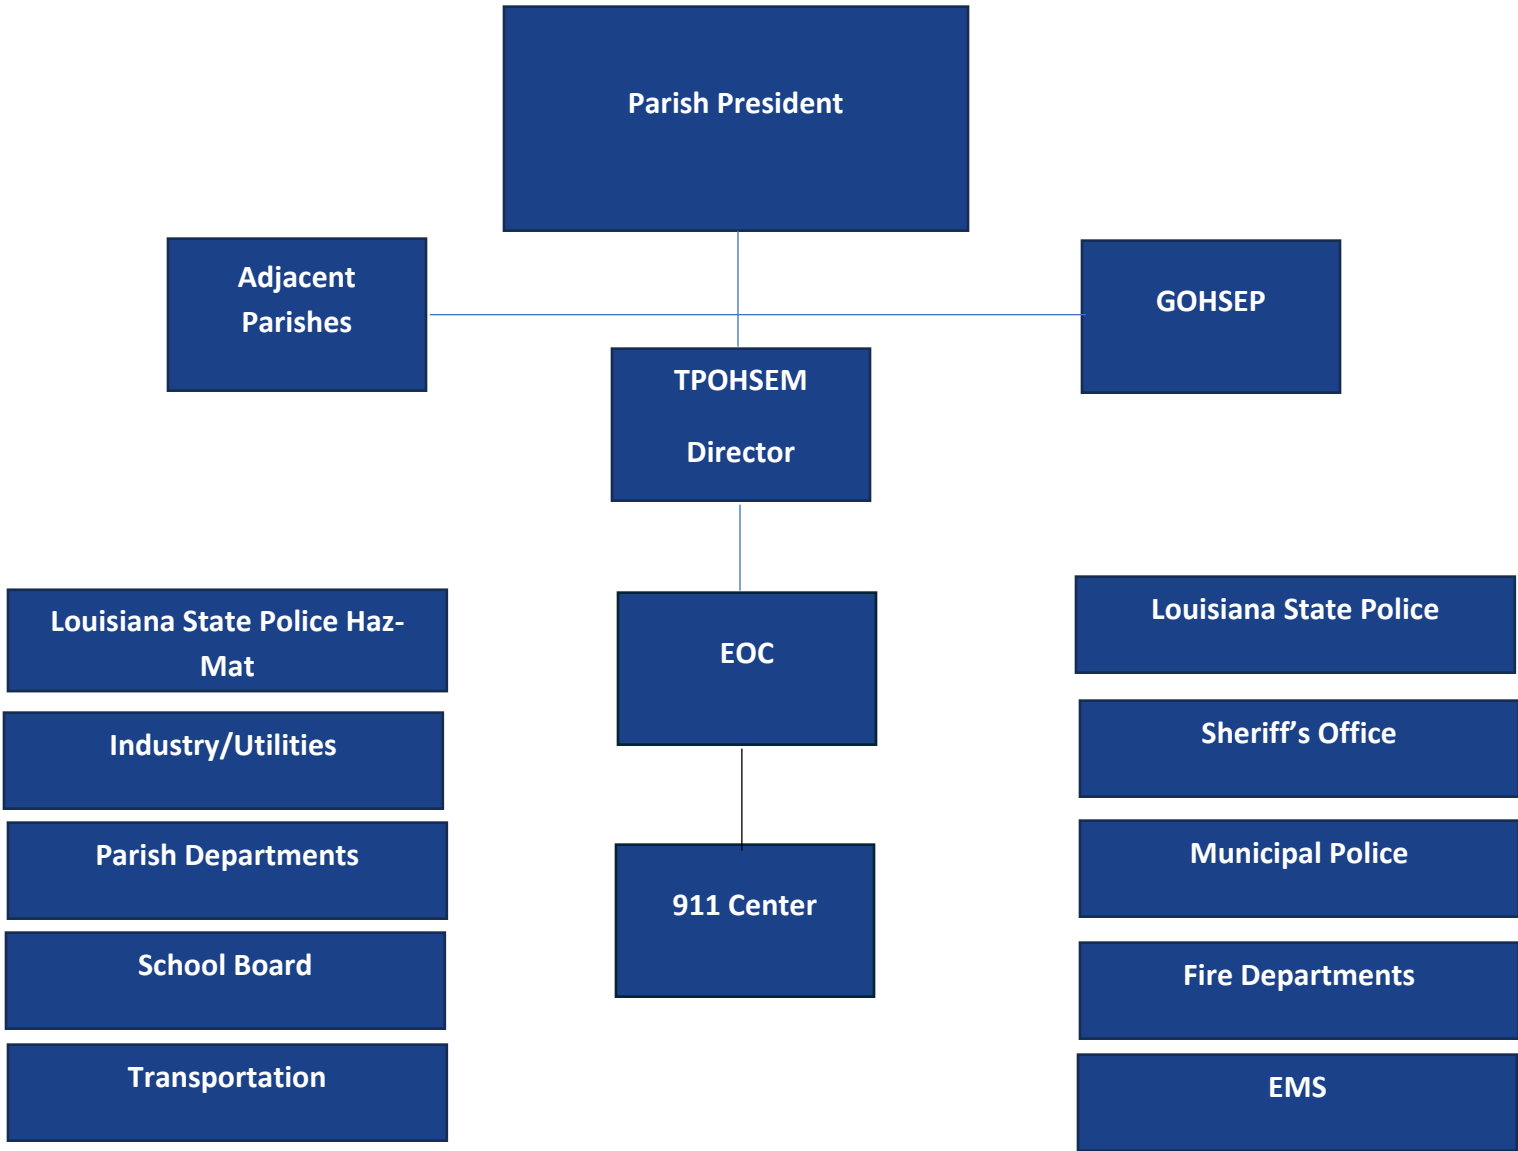 Parish President
Adjacent
Parishes
GOHSEP
TPOHSEM
Director
Louisiana State Police Haz-
Mat
Industry/Utilities
Parish Departments
School Board
Transportation
EOC
911 Center
Louisiana State Police
Sheriff’s Office
Municipal Police
Fire Departments
EMS